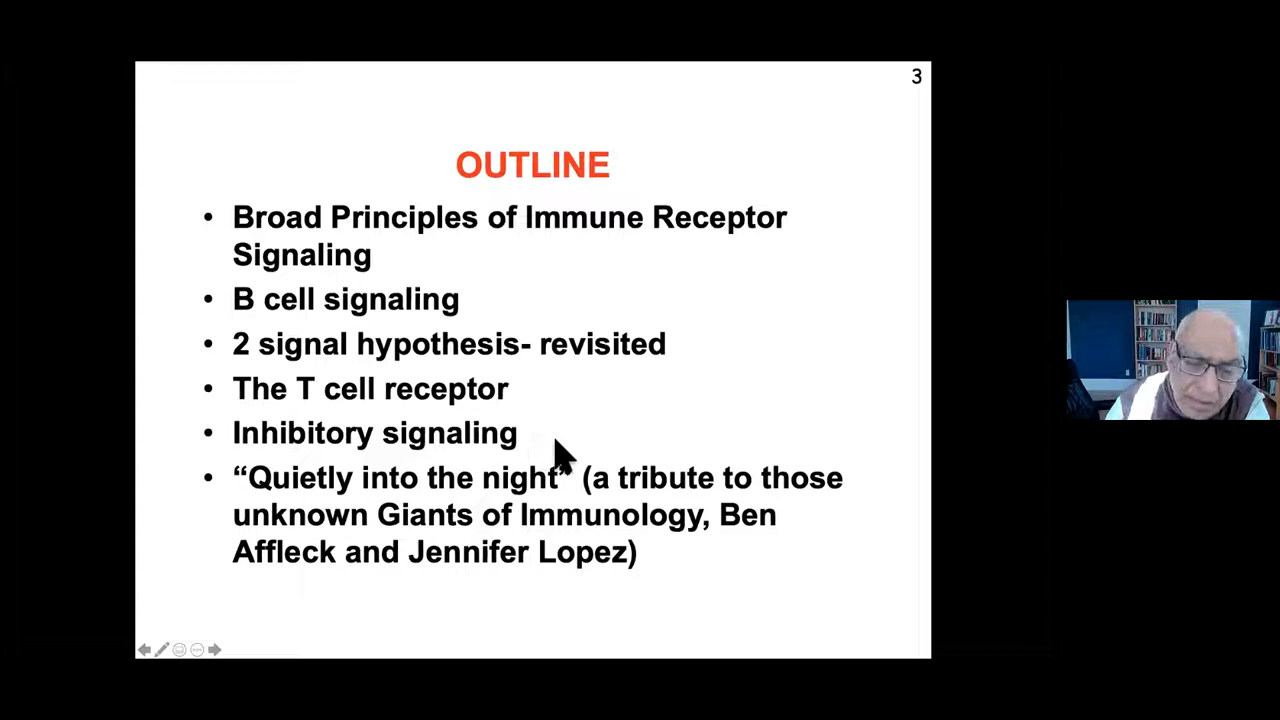 3
OUTLINE
• Broad Principles of Immune Receptor
Signaling
• B cell signaling
• 2 signal hypothesis- revisited
• The T cell receptor
• Inhibitory signaling
• “Quietly into the night” (a tribute to those
unknown Giants of Immunology, Ben
Affleck and Jennifer Lopez)